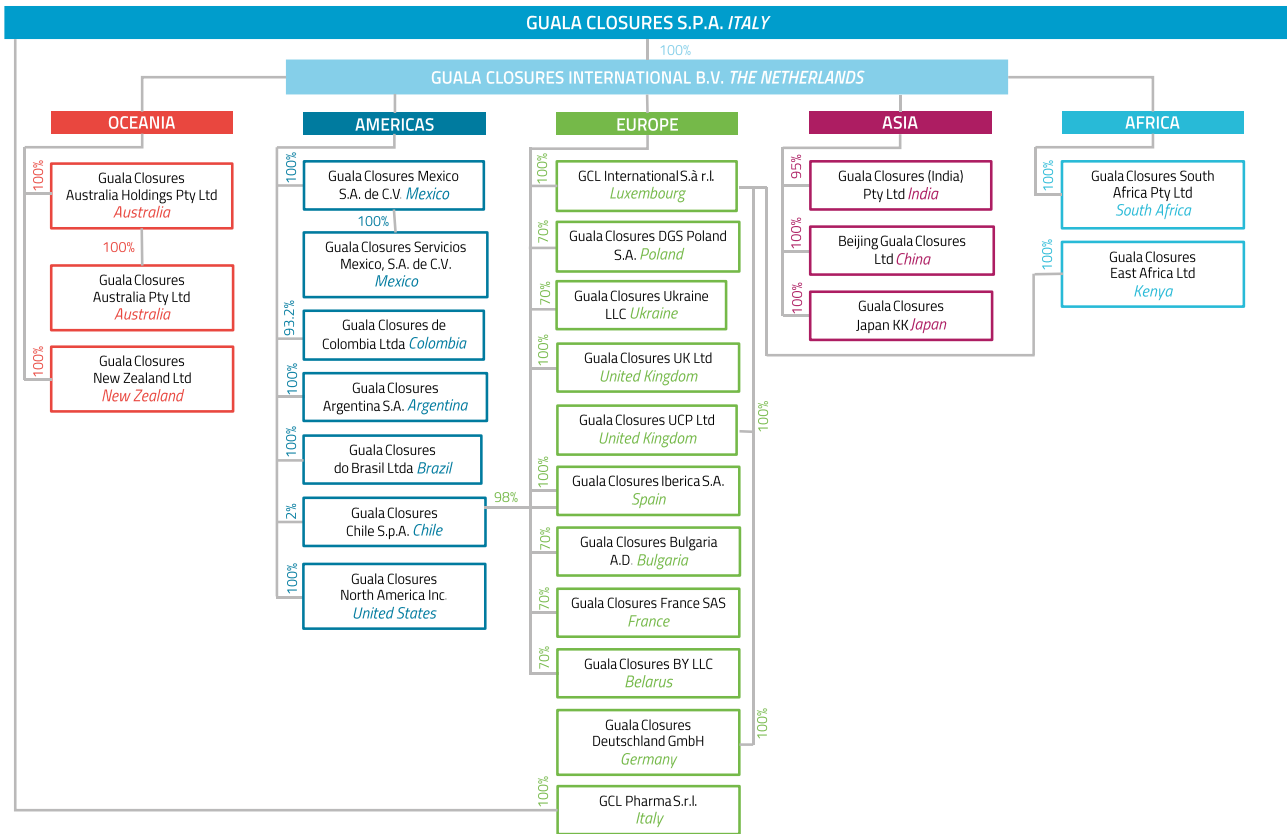 GUALA CLOSURES S.P.A. ITALY
100%
GUALA CLOSURES INTERNATIONAL B.V. THE NETHERLANDS
OCEANIA
100%
Guala Closures
Australia Holdings Pty Ltd
Australia
100%
Guala Closures
Australia Pty Ltd
Australia
100%
Guala Closures
New Zealand Ltd
New Zealand
AMERICAS
100%
Guala Closures Mexico
S.A. de C.V. Mexico
100%
Guala Closures Servicios
Mexico, S.A. de C.V.
Mexico
93.2%
Guala Closures de
Colombia Ltda Colombia
100%
Guala Closures
Argentina S.A. Argentina
100%
Guala Closures
do Brasil Ltda Brazil
2%
Guala Closures
Chile S.p.A. Chile
98%
100%
Guala Closures
North America Inc.
United States
EUROPE
100%
GCL International S.à r.l.
Luxembourg
70%
Guala Closures DGS Poland
S.A. Poland
70%
Guala Closures Ukraine
LLC Ukraine
100%
Guala Closures UK Ltd
United Kingdom
Guala Closures UCP Ltd
United Kingdom
100%
100%
Guala Closures Iberica S.A.
Spain
70%
Guala Closures Bulgaria
A.D. Bulgaria
70%
Guala Closures France SAS
France
70%
Guala Closures BY LLC
Belarus
Guala Closures
Deutschland GmbH
Germany
100%
100%
GCL Pharma S.r.l.
Italy
ASIA
95%
Guala Closures (India)
Pty Ltd India
100%
Beijing Guala Closures
Ltd China
100%
Guala Closures
Japan KK Japan
AFRICA
100%
Guala Closures South
Africa Pty Ltd
South Africa
100%
Guala Closures
East Africa Ltd
Kenya